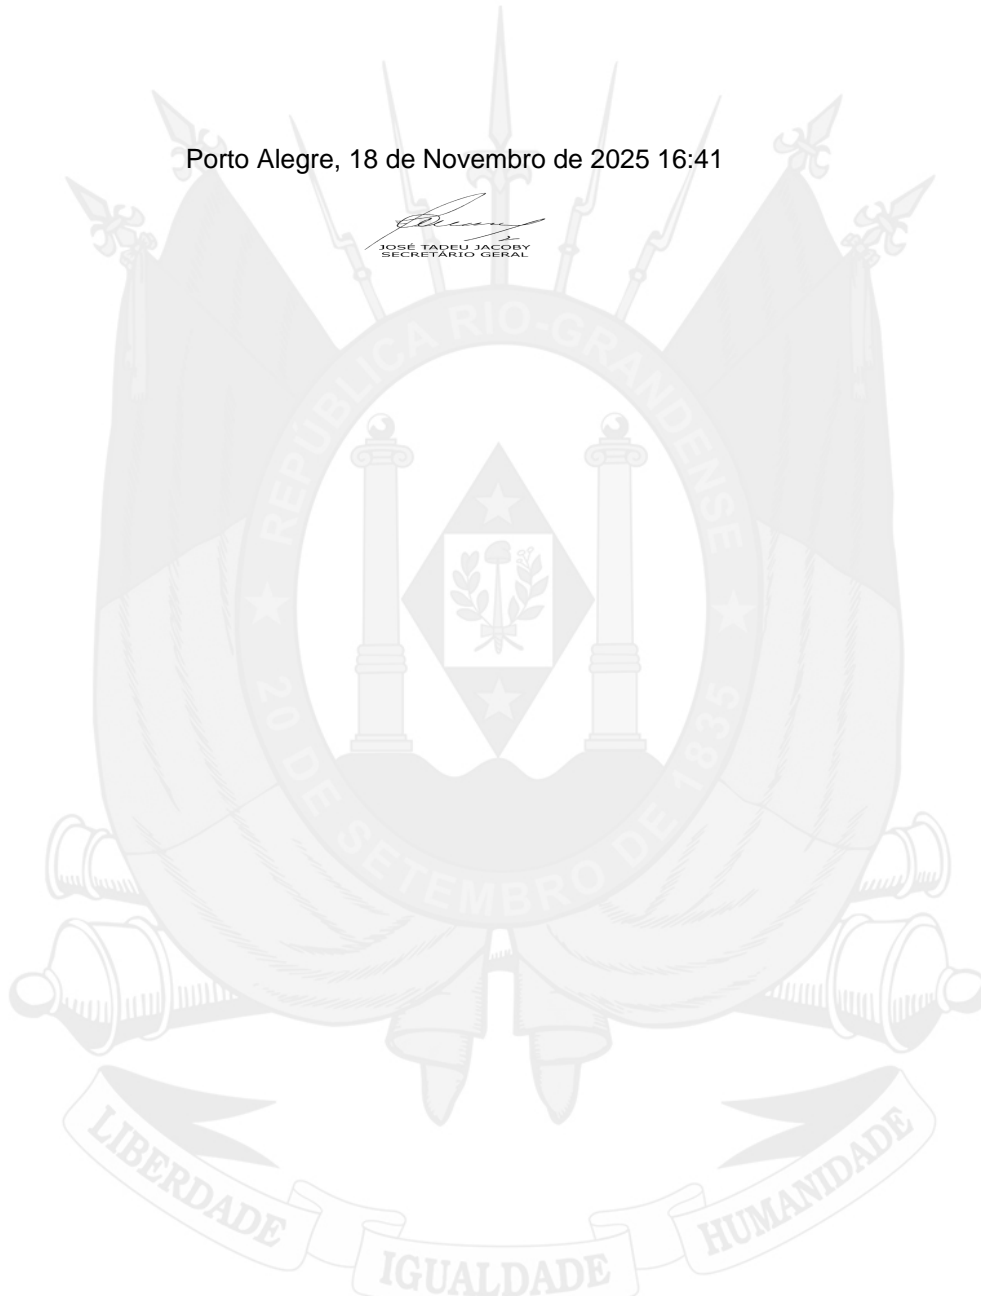 Porto Alegre, 18 de Novembro de 2025 16:41
JOSÉ TADEU JACOBY
SECRETÁRIO GERAL
REPÚBLICA RIO-GRANDENSE
20 DE SETEMBRO DE 1835
LIBERDADE
IGUALDADE
HUMANIDADE